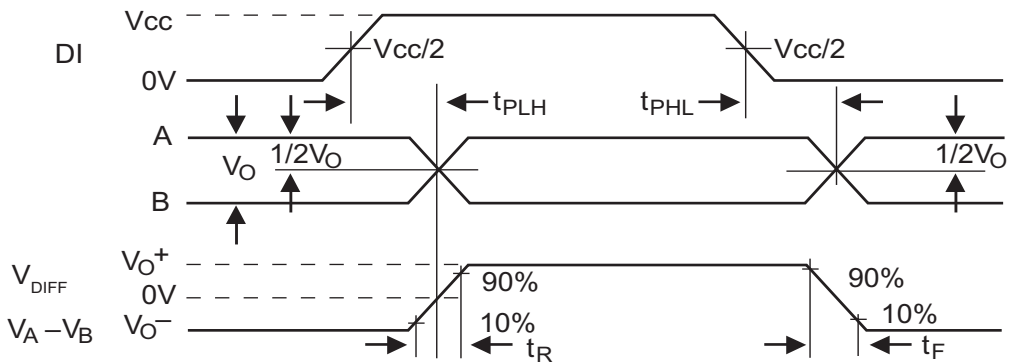 Vcc
DI
Vcc/2
Vcc/2
0V
tPLH
tPHL
A
1/2VO
VO
1/2VO
B
VO+
VDIFF
90%
90%
0V
10%
10%
VA –VB
VO–
tR
tF